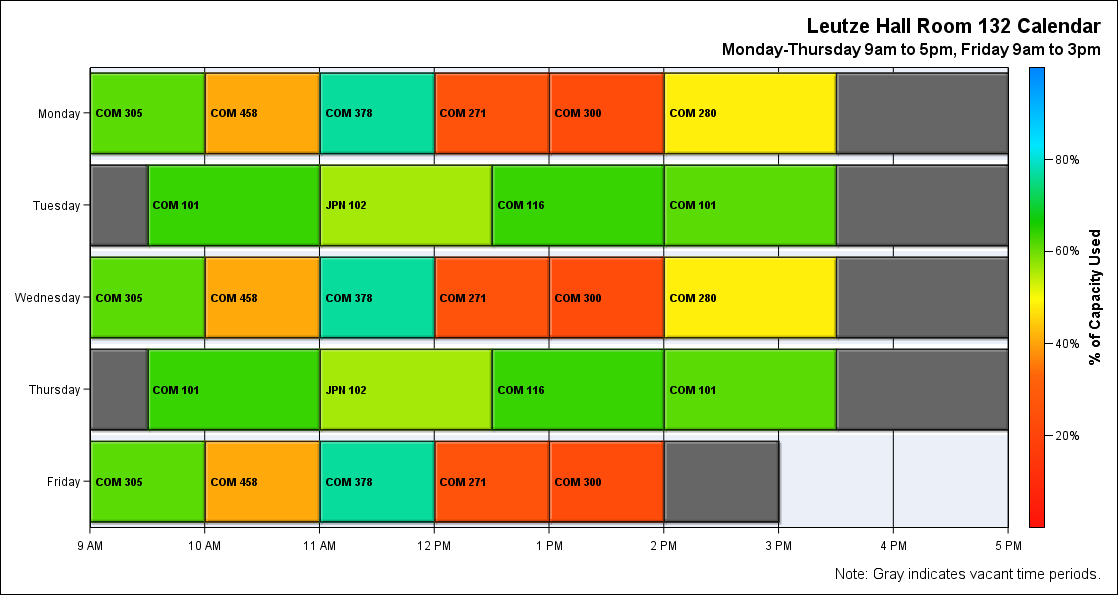 Leutze Hall Room 132 Calendar
Monday-Thursday 9am to 5pm, Friday 9am to 3pm
Monday
COM 305 COM 458 COM 378 COM 271 COM 300 COM 280
Tuesday
COM 101 JPN 102 COM 116 COM 101
Wednesday
COM 305 COM 458 COM 378 COM 271 COM 300 COM 280
Thursday
COM 101 JPN 102 COM 116 COM 101
Friday
COM 305 COM 458 COM 378 COM 271 COM 300
9 AM 10 AM 11 AM 12 PM 1 PM 2 PM 3 PM 4 PM 5 PM
80%
60%
40%
20%
% of Capacity Used
Note: Gray indicates vacant time periods.